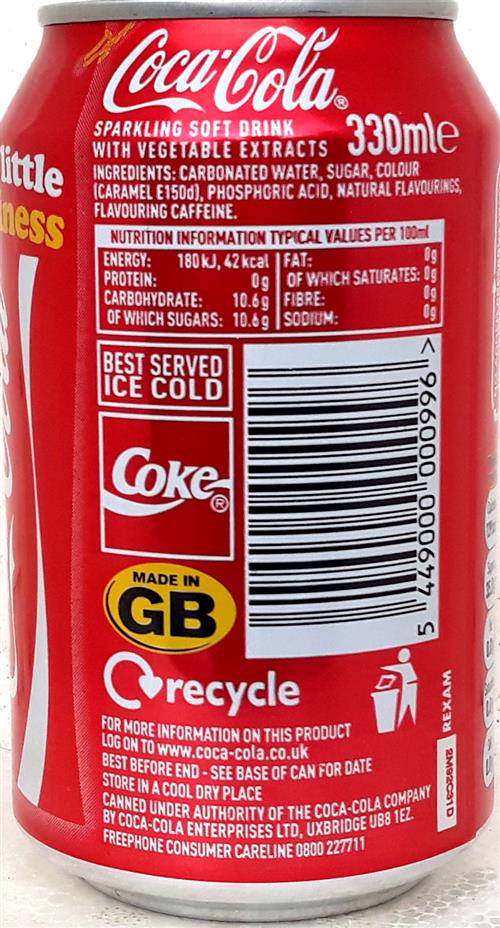 Coca-Cola®
SPARKLING SOFT DRINK
WITH VEGETABLE EXTRACTS
330mle
little
ness
INGREDIENTS: CARBONATED WATER, SUGAR, COLOUR
(CARAMEL E150d), PHOSPHORIC ACID, NATURAL FLAVOURINGS,
FLAVOURING CAFFEINE.
NUTRITION INFORMATION TYPICAL VALUES PER 100ml
ENERGY: 180kJ, 42kcal
PROTEIN: 0g
CARBOHYDRATE: 10.6g
OF WHICH SUGARS: 10.6g
FAT: 0g
OF WHICH SATURATES: 0g
FIBRE: 0g
SODIUM: 0g
BEST SERVED
ICE COLD
Coke®
MADE IN
GB
5 449000 000996 >
recycle
FOR MORE INFORMATION ON THIS PRODUCT
LOG ON TO www.coca-cola.co.uk
BEST BEFORE END - SEE BASE OF CAN FOR DATE
STORE IN A COOL DRY PLACE
CANNED UNDER AUTHORITY OF THE COCA-COLA COMPANY
BY COCA-COLA ENTERPRISES LTD, UXBRIDGE UB8 1EZ.
FREEPHONE CONSUMER CARELINE 0800 227711
REXAM